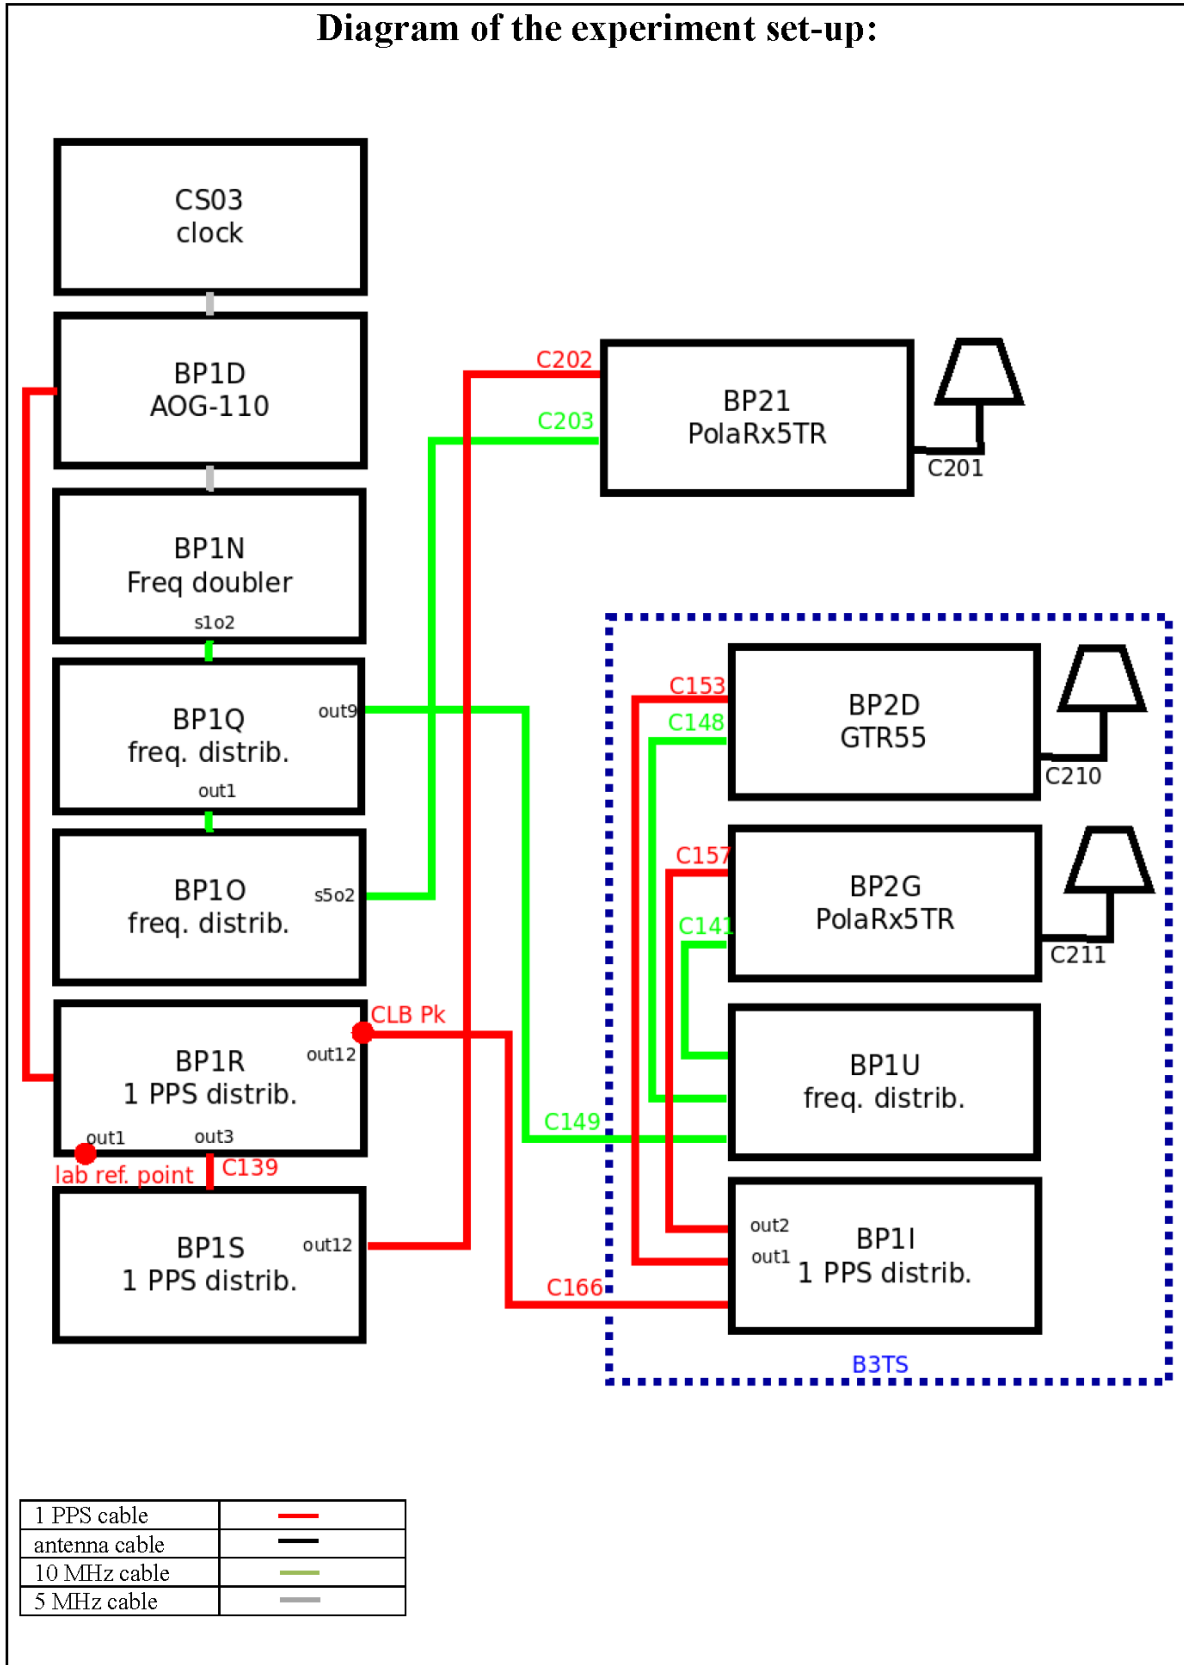 Diagram of the experiment set-up:
CS03
clock
BP1D
AOG-110
BP1N
Freq doubler
s1o2
BP1Q
out9
freq. distrib.
out1
BP1O
s5o2
freq. distrib.
CLB Pk
out12
BP1R
1 PPS distrib.
out1
out3
lab ref. point
C139
BP1S
out12
1 PPS distrib.
C202
C203
BP21
PolaRx5TR
C201
C153
C148
BP2D
GTR55
C210
C157
C141
BP2G
PolaRx5TR
C211
BP1U
freq. distrib.
C149
out2
out1
BP1I
1 PPS distrib.
C166
B3TS
1 PPS cable
antenna cable
10 MHz cable
5 MHz cable